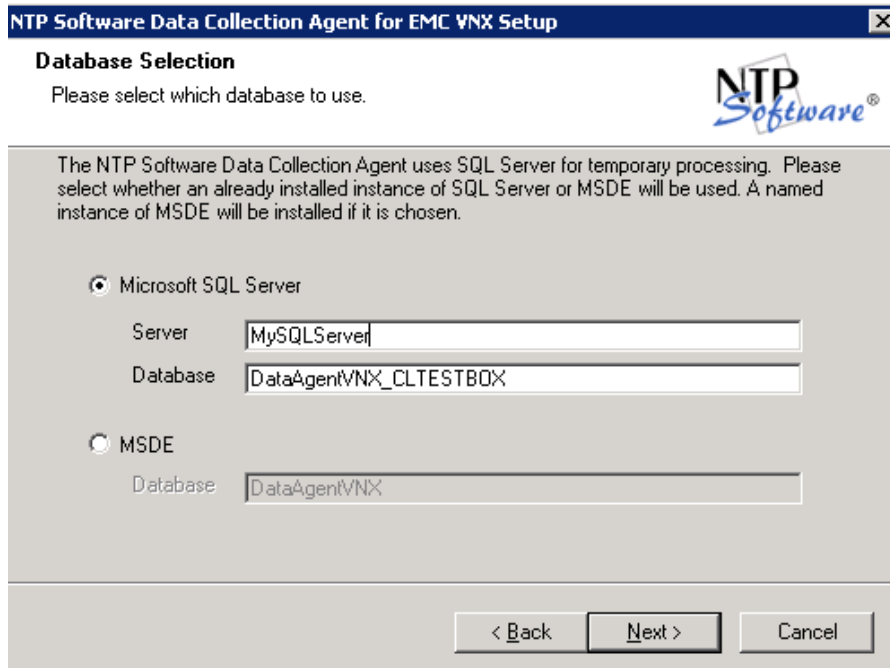 NTP Software Data Collection Agent for EMC VNX Setup
Database Selection
Please select which database to use.
NTP
Software®
The NTP Software Data Collection Agent uses SQL Server for temporary processing. Please
select whether an already installed instance of SQL Server or MSDE will be used. A named
instance of MSDE will be installed if it is chosen.
Microsoft SQL Server
Server MySQLServer
Database DataAgentVNX_CLTESTBOX
MSDE
Database DataAgentVNX
< Back Next > Cancel